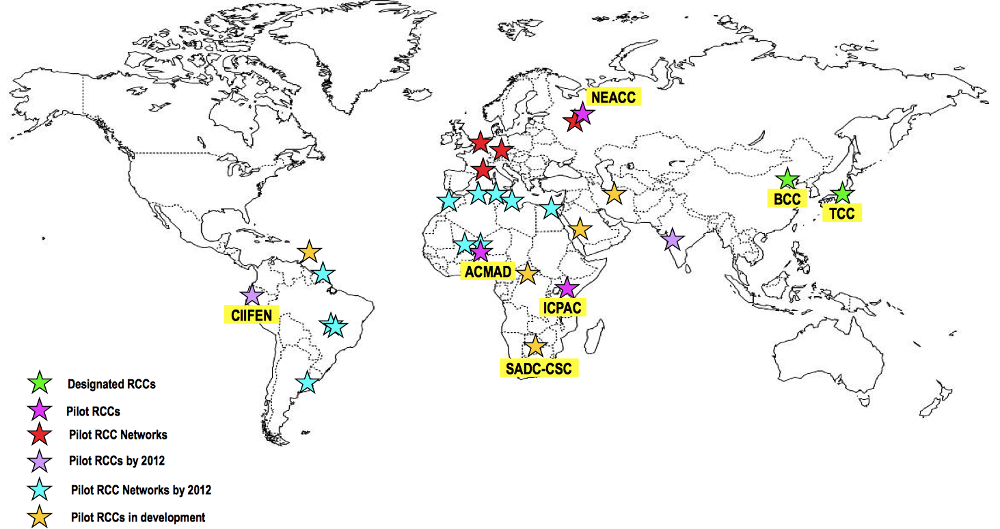 NEACC
BCC
TCC
ACMAD
ICPAC
CIIFEN
SADC-CSC
Designated RCCs
Pilot RCCs
Pilot RCC Networks
Pilot RCCs by 2012
Pilot RCC Networks by 2012
Pilot RCCs in development